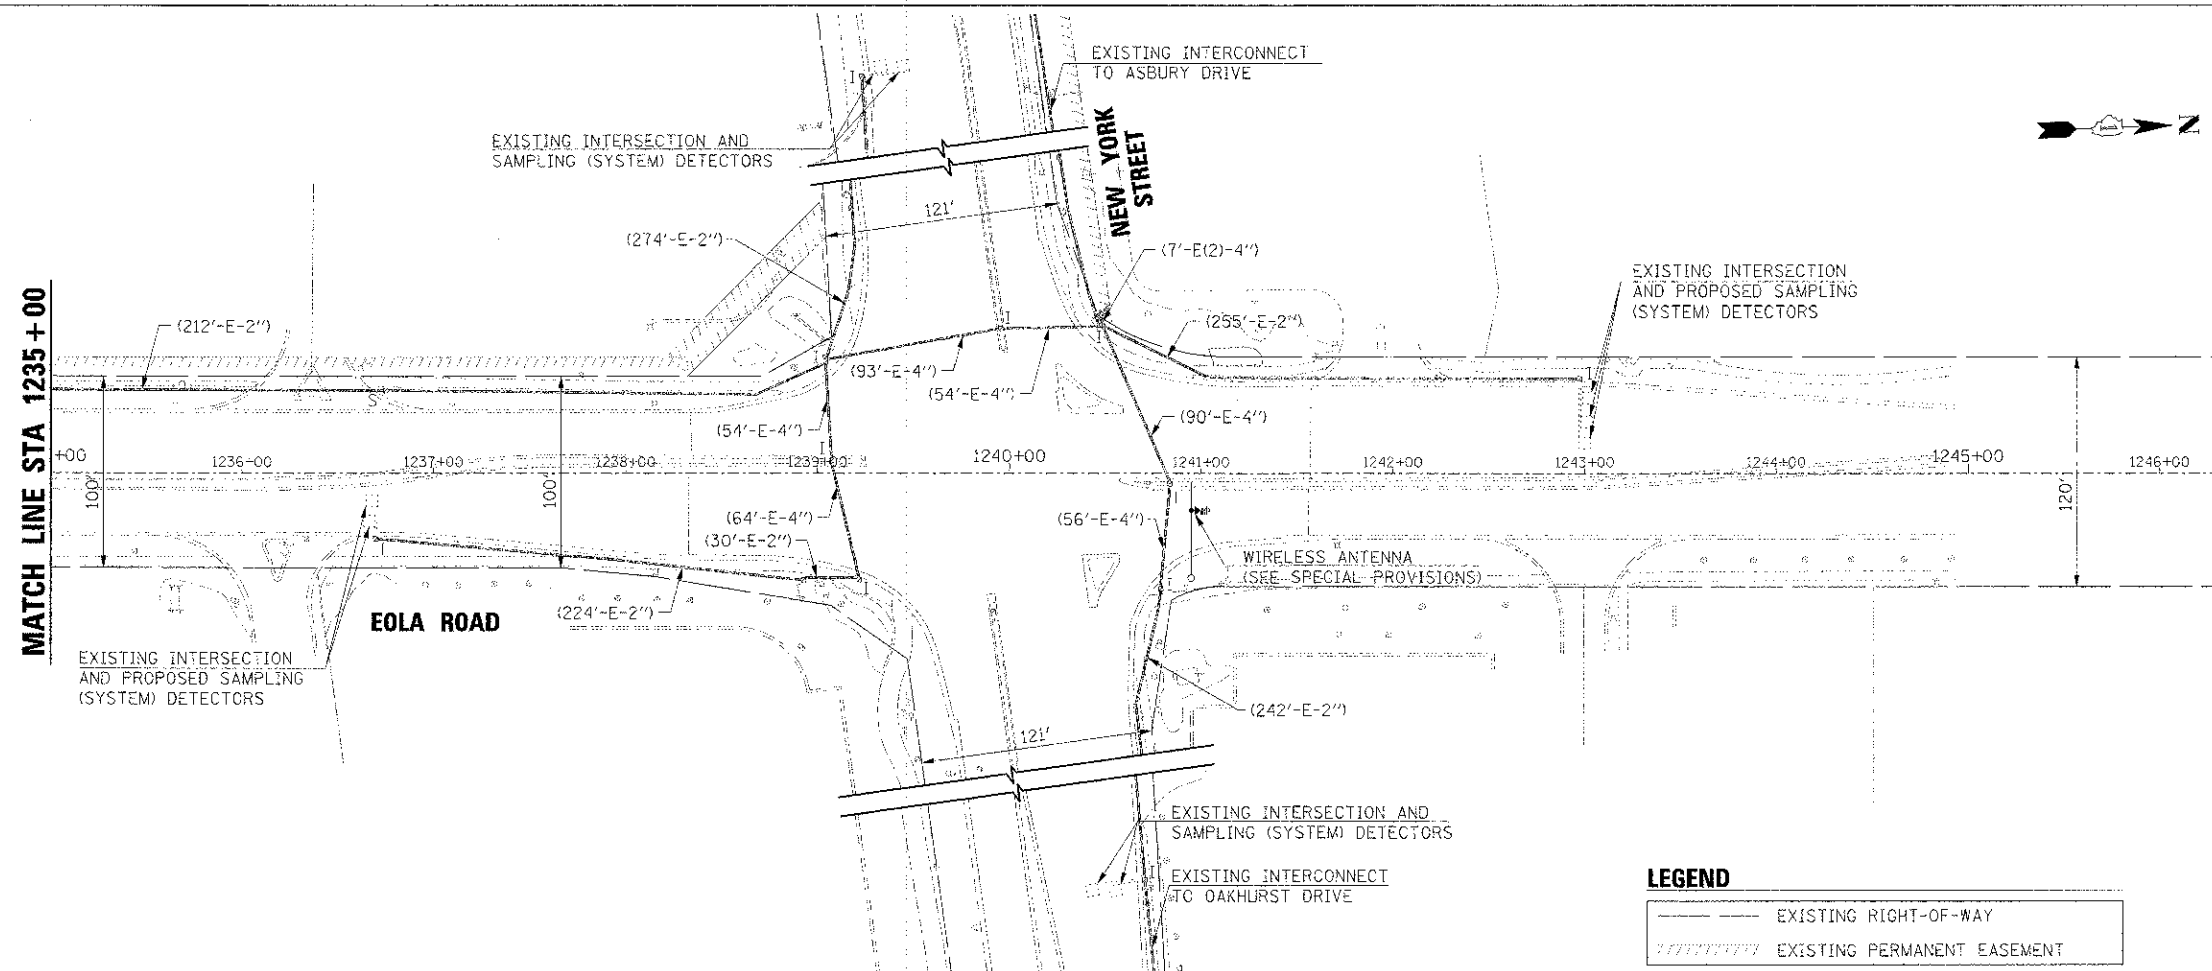 EXISTING INTERCONNECT
TO ASBURY DRIVE
EXISTING INTERSECTION AND
SAMPLING (SYSTEM) DETECTORS
NEW YORK
STREET
N
121'
(274'-E-2")
(7'-E(2)-4")
EXISTING INTERSECTION
AND PROPOSED SAMPLING
(SYSTEM) DETECTORS
MATCH LINE STA 1235+00
(212'-E-2")
(255'-E-2")
(93'-E-4")
(54'-E-4")
(54'-E-4")
(90'-E-4")
+00
1236+00
1237+00
1238+00
1239+00
1240+00
1241+00
1242+00
1243+00
1244+00
1245+00
1246+00
100'
100'
120'
(64'-E-4")
(30'-E-2")
(56'-E-4")
WIRELESS ANTENNA
(SEE SPECIAL PROVISIONS)
EOLA ROAD
(224'-E-2")
EXISTING INTERSECTION
AND PROPOSED SAMPLING
(SYSTEM) DETECTORS
(242'-E-2")
121'
EXISTING INTERSECTION AND
SAMPLING (SYSTEM) DETECTORS
EXISTING INTERCONNECT
TO OAKHURST DRIVE
LEGEND
EXISTING RIGHT-OF-WAY
EXISTING PERMANENT EASEMENT